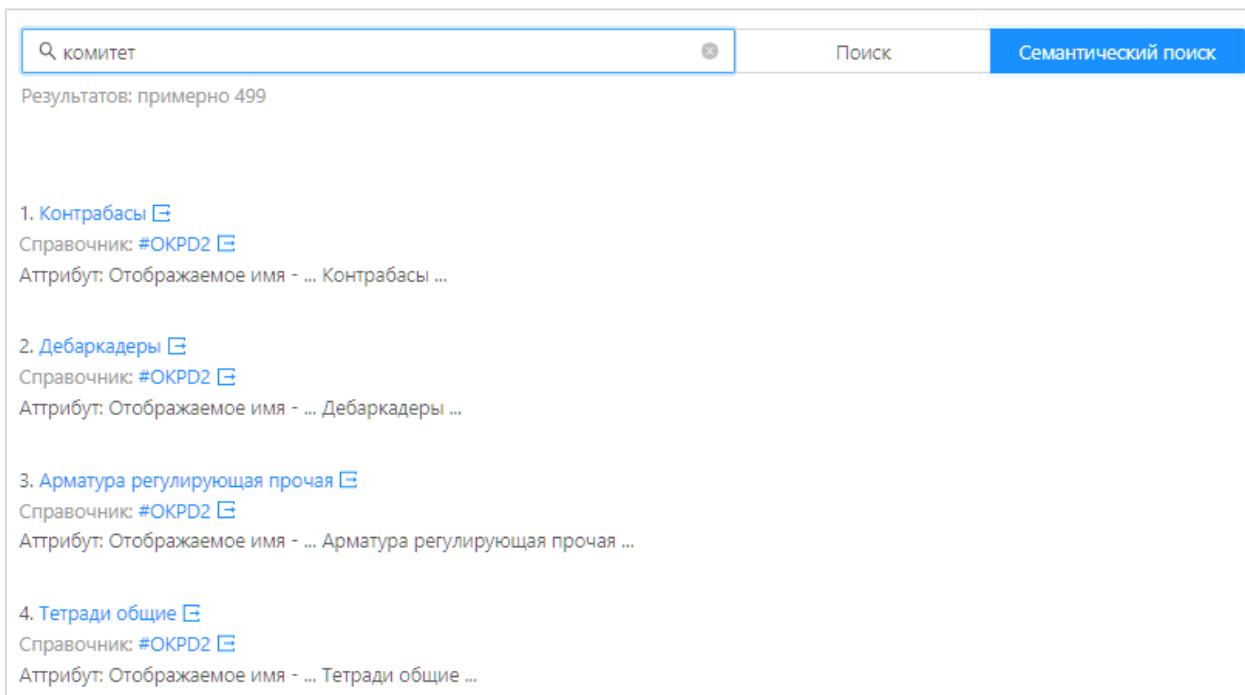 комитет
Поиск
Семантический поиск
Результатов: примерно 499
1. Контрабасы
Справочник: #OKPD2
Аттрибут: Отображаемое имя - ... Контрабасы ...
2. Дебаркадеры
Справочник: #OKPD2
Аттрибут: Отображаемое имя - ... Дебаркадеры ...
3. Арматура регулирующая прочая
Справочник: #OKPD2
Аттрибут: Отображаемое имя - ... Арматура регулирующая прочая ...
4. Тетради общие
Справочник: #OKPD2
Аттрибут: Отображаемое имя - ... Тетради общие ...